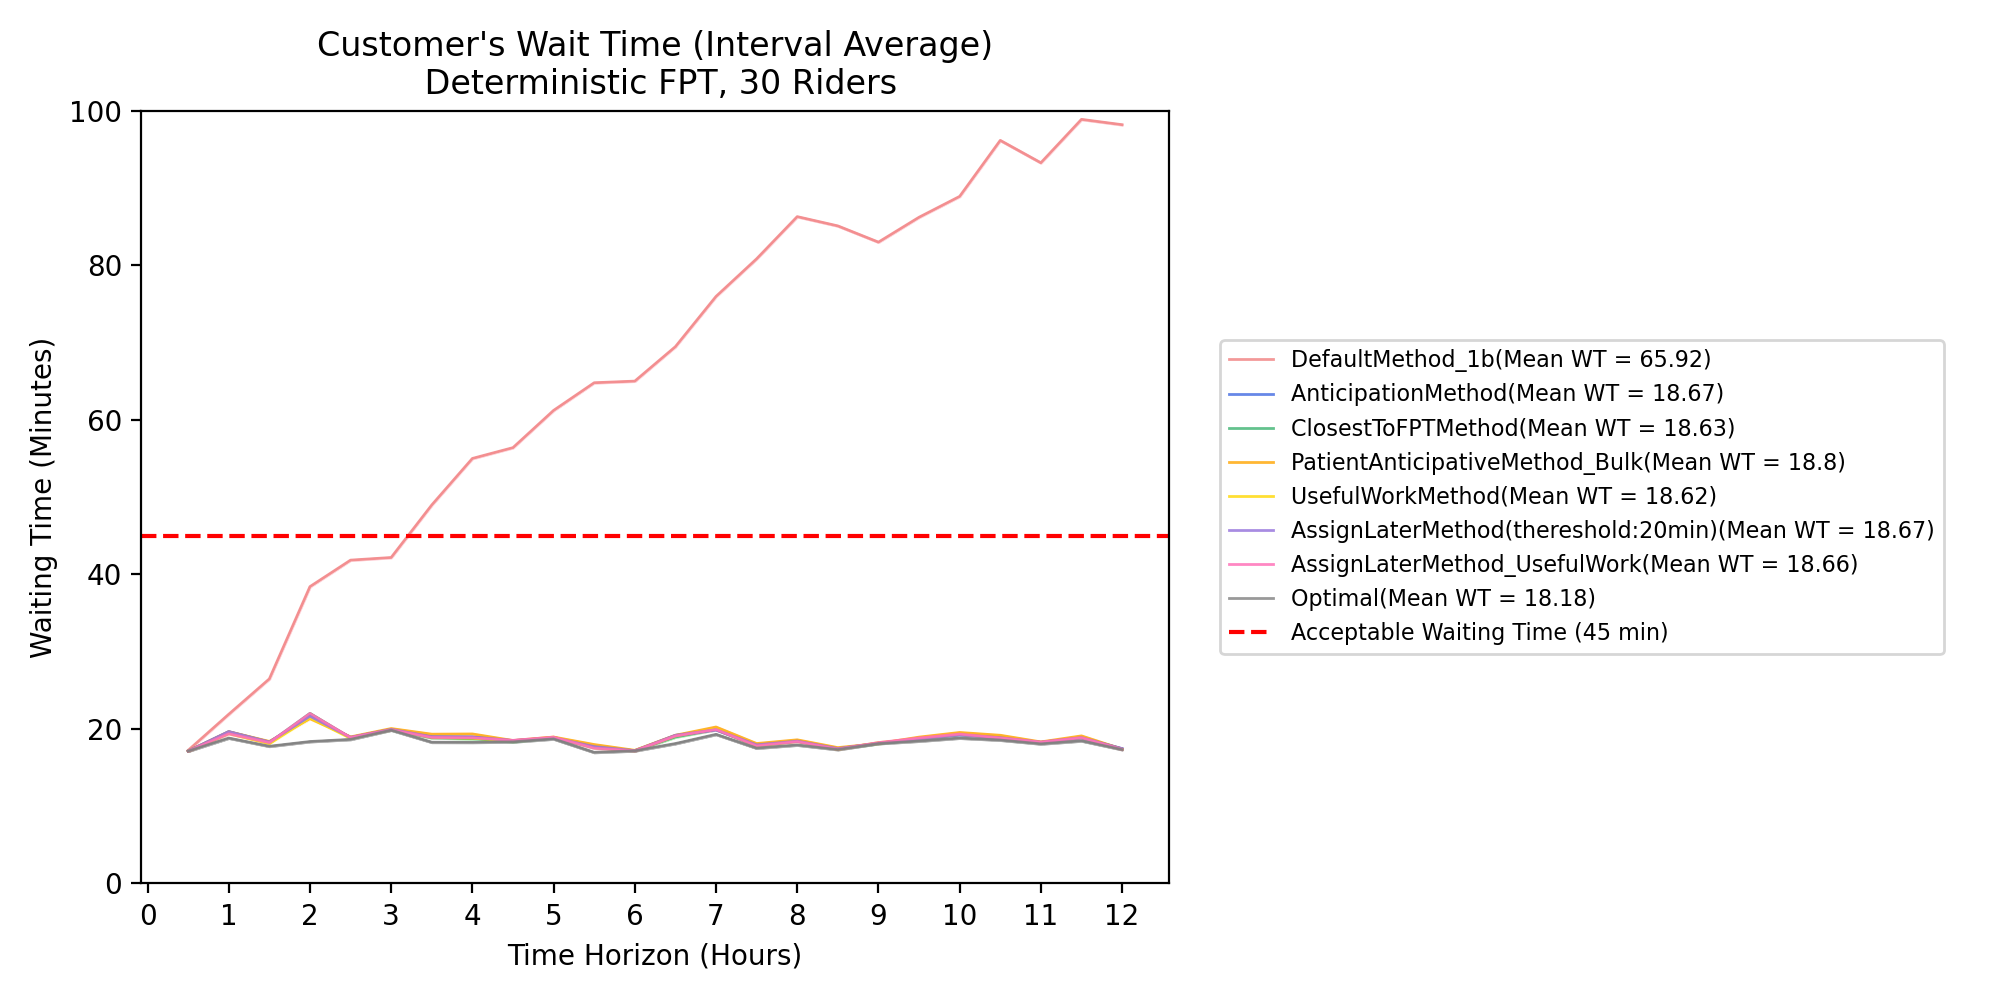 Customer's Wait Time (Interval Average)
Deterministic FPT, 30 Riders
100
80
60
40
20
0
Waiting Time (Minutes)
0 1 2 3 4 5 6 7 8 9 10 11 12
Time Horizon (Hours)
DefaultMethod_1b(Mean WT = 65.92)
AnticipationMethod(Mean WT = 18.67)
ClosestToFPTMethod(Mean WT = 18.63)
PatientAnticipativeMethod_Bulk(Mean WT = 18.8)
UsefulWorkMethod(Mean WT = 18.62)
AssignLaterMethod(thereshold:20min)(Mean WT = 18.67)
AssignLaterMethod_UsefulWork(Mean WT = 18.66)
Optimal(Mean WT = 18.18)
Acceptable Waiting Time (45 min)